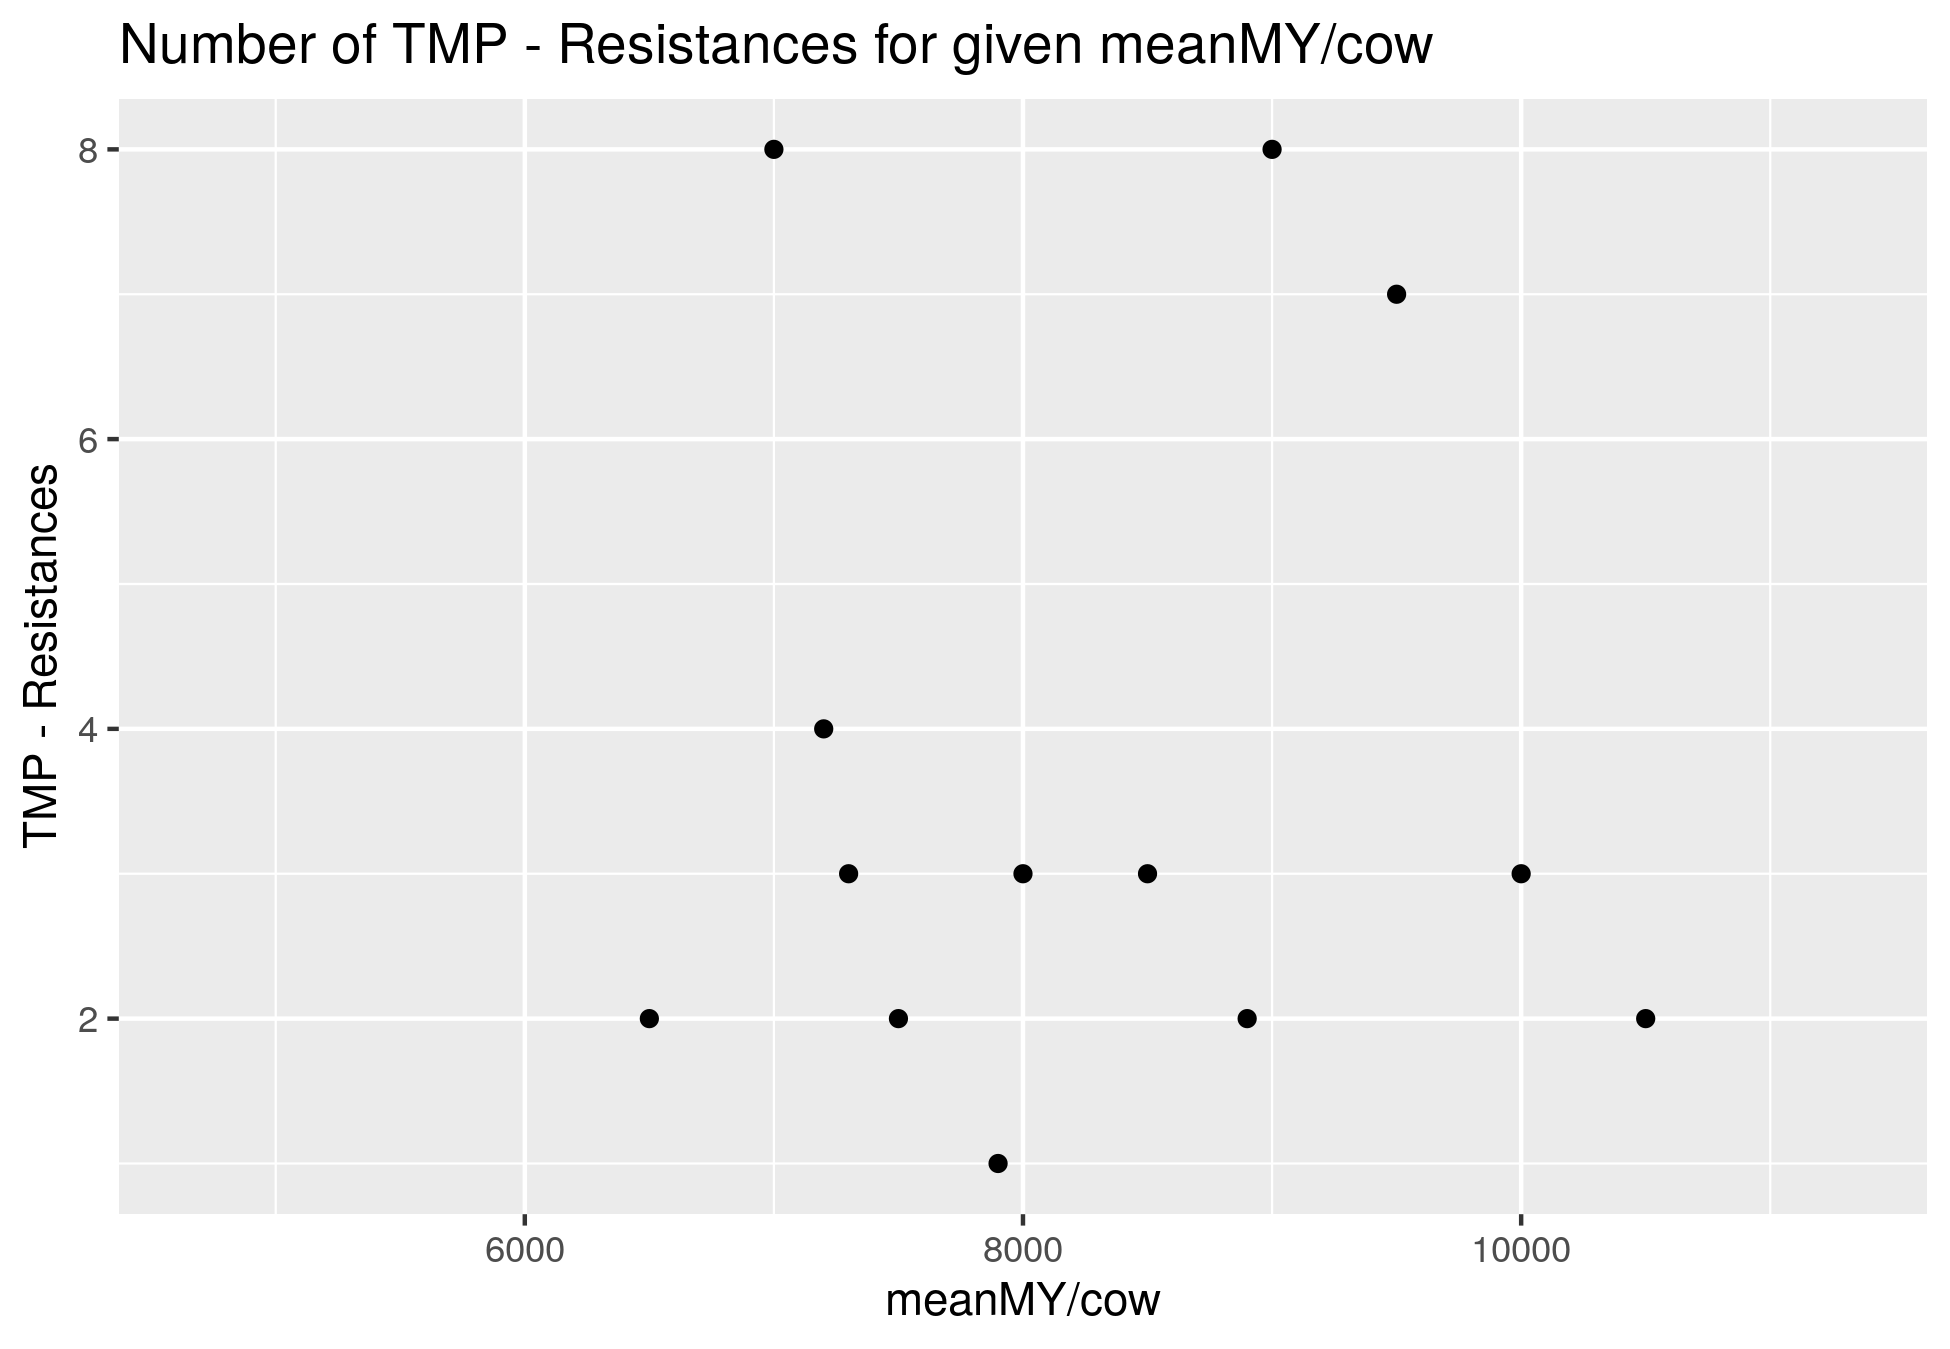 Number of TMP - Resistances for given meanMY/cow
8
6
4
2
TMP - Resistances
6000 8000 10000
meanMY/cow